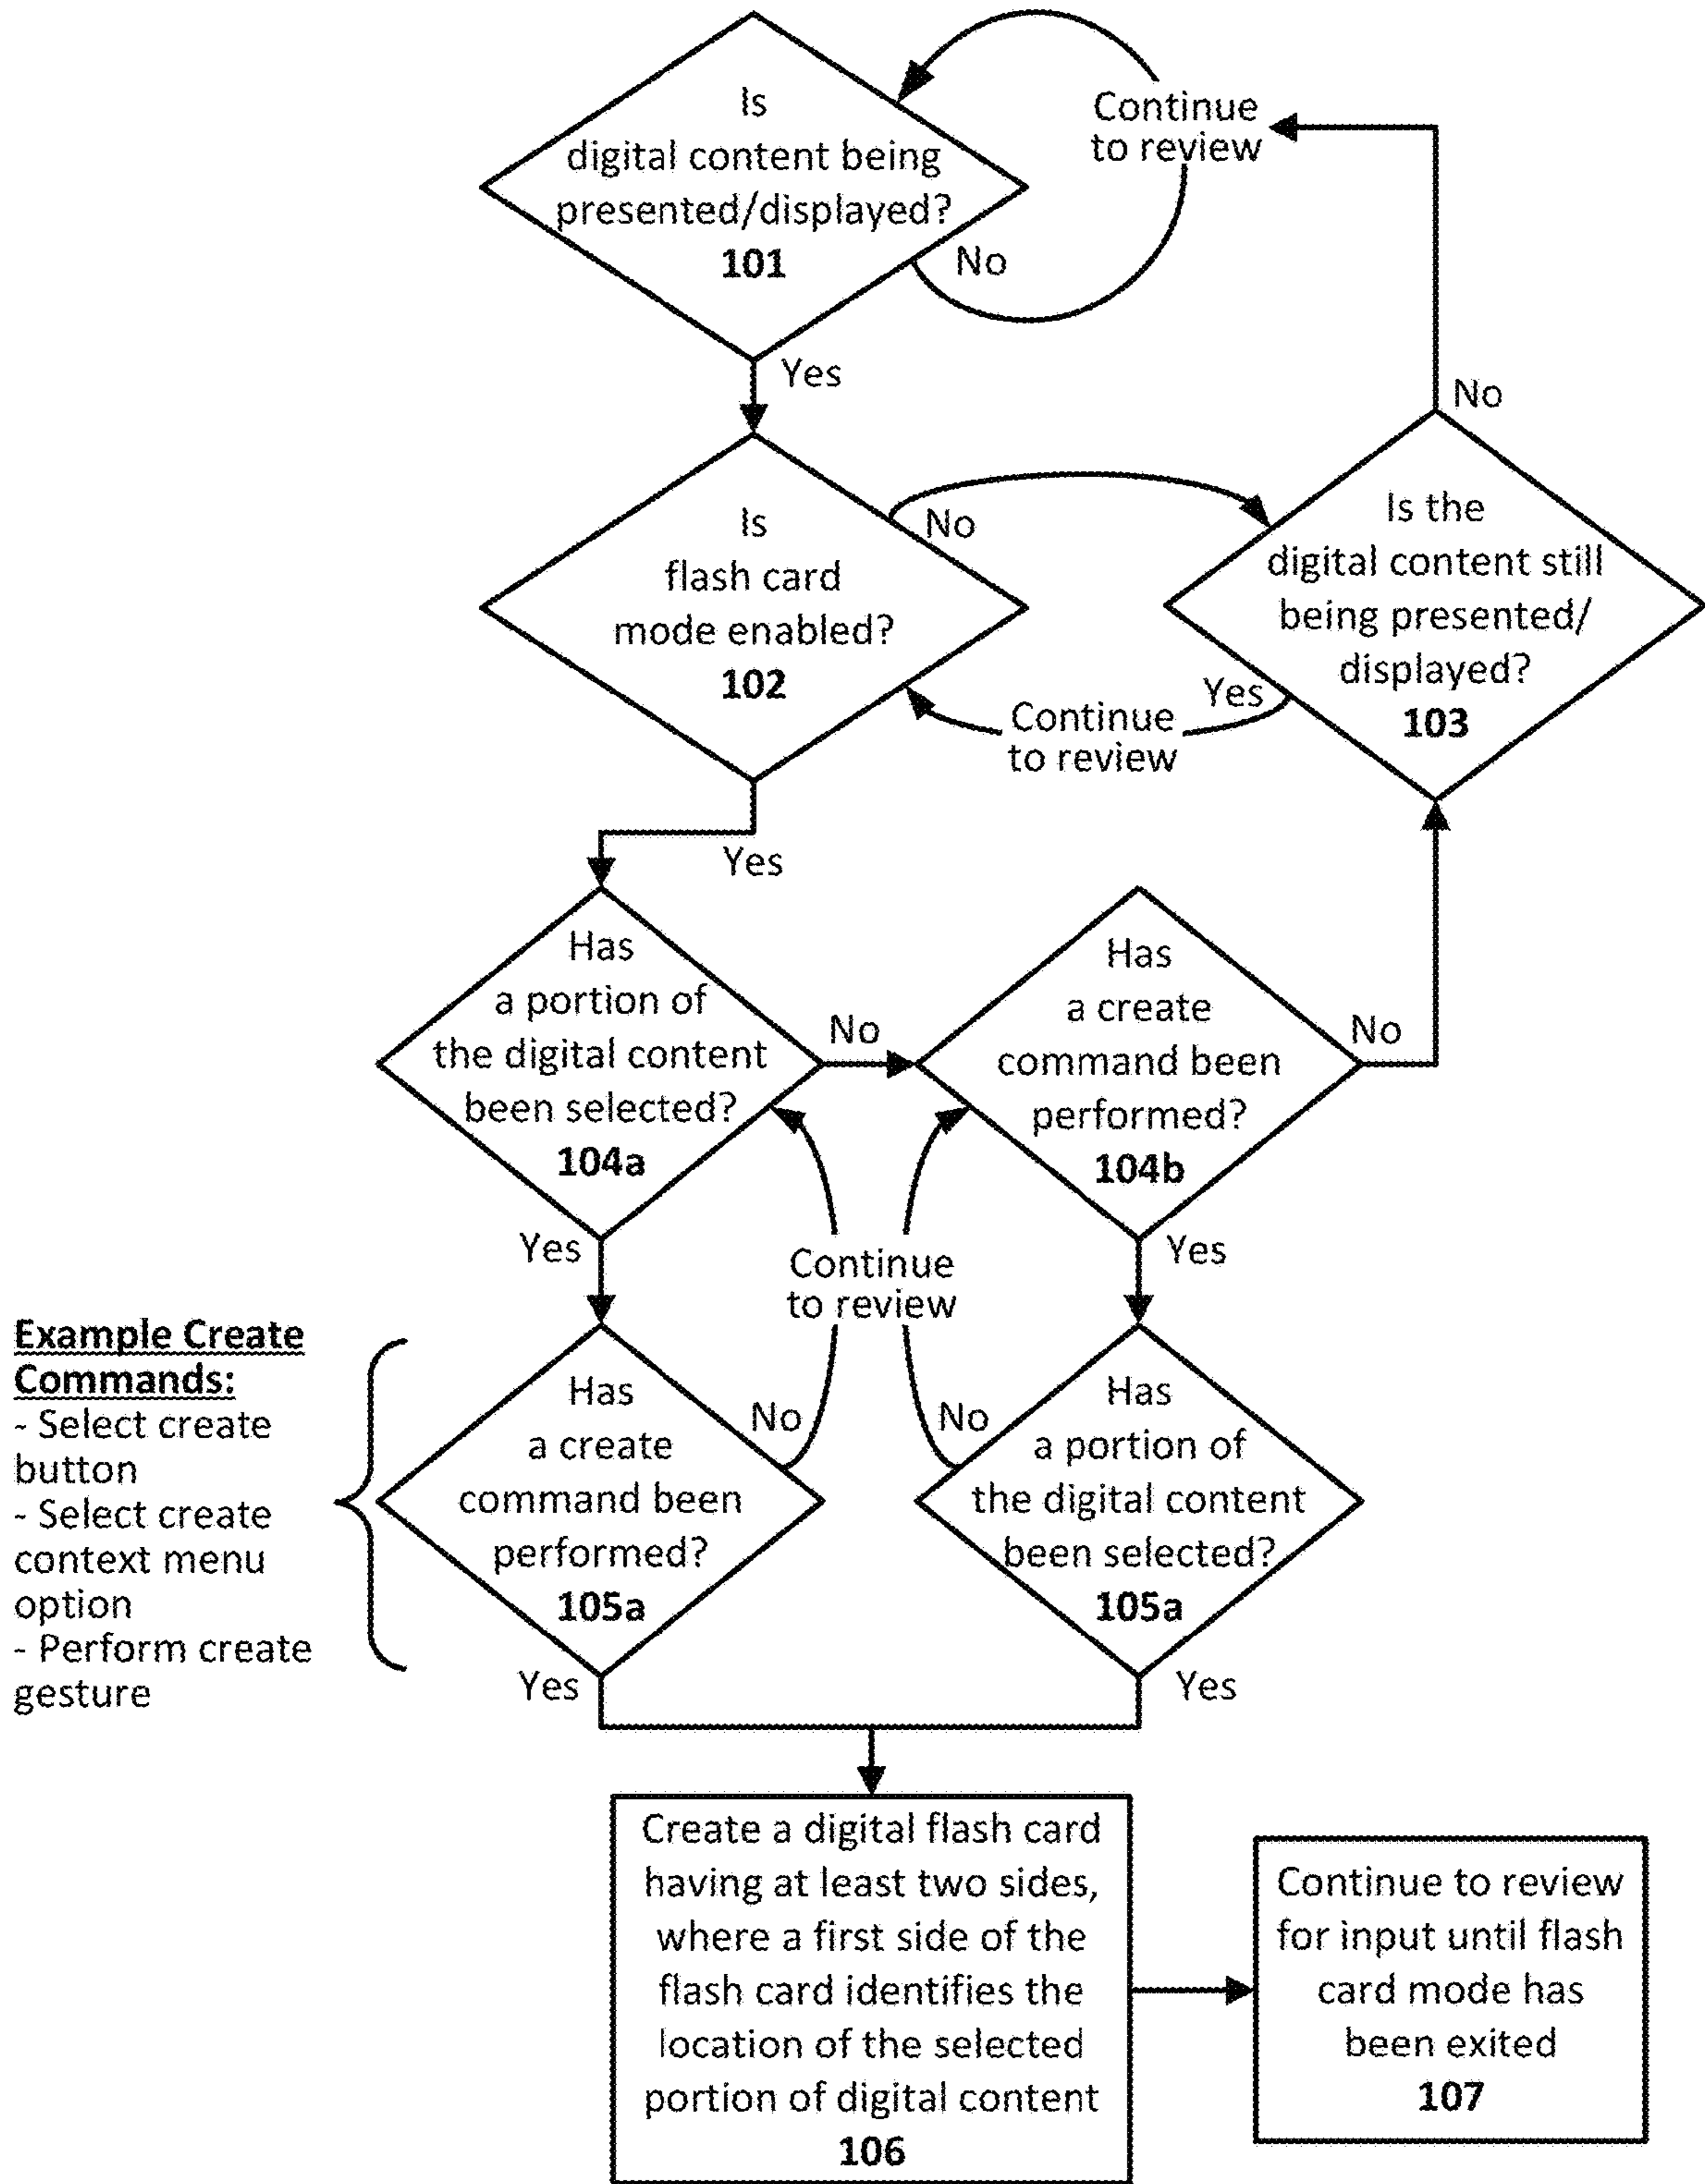 Is
digital content being
presented/displayed?
101
Continue
to review
No
Yes
No
Is
flash card
mode enabled?
102
No
Is the
digital content still
being presented/
displayed?
103
Yes
Continue
to review
Yes
Has
a portion of
the digital content
been selected?
104a
No
Has
a create
command been
performed?
104b
No
Yes
Continue
to review
Yes
Example Create
Commands:
- Select create
button
- Select create
context menu
option
- Perform create
gesture
Has
a create
command been
performed?
105a
No
No
Has
a portion of
the digital content
been selected?
105a
Yes
Yes
Create a digital flash card
having at least two sides,
where a first side of the
flash card identifies the
location of the selected
portion of digital content
106
Continue to review
for input until flash
card mode has
been exited
107